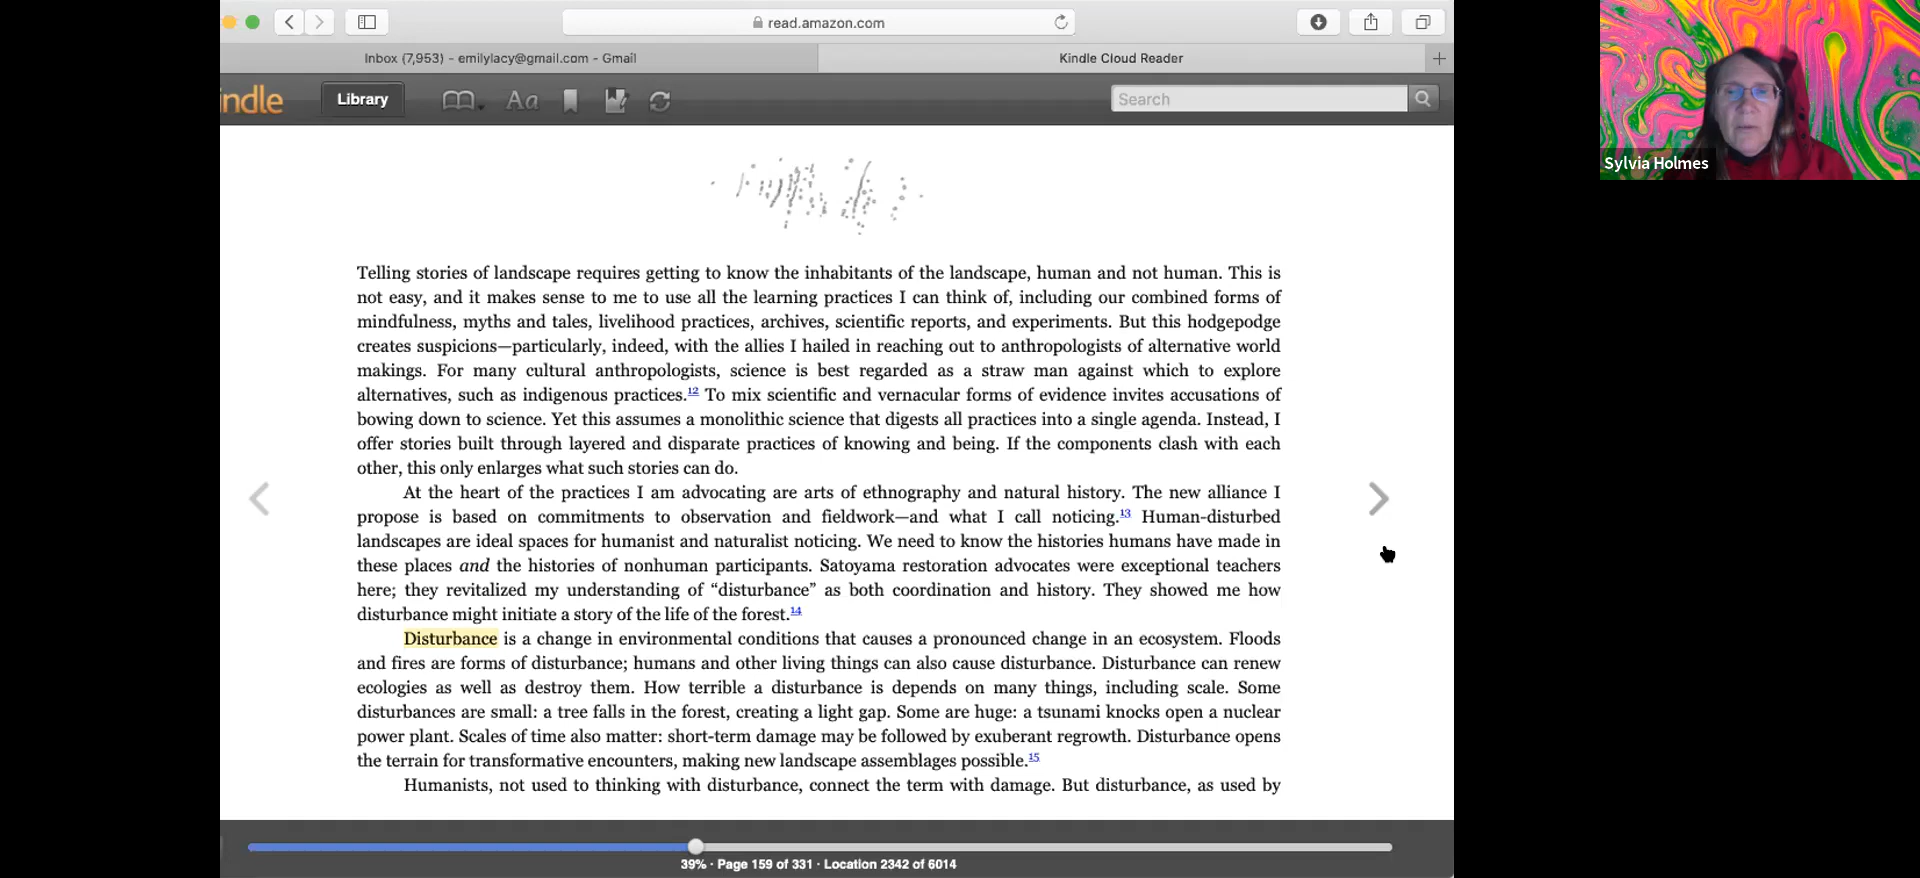 read.amazon.com
Inbox (7,953) - emilylacy@gmail.com - Gmail
Kindle Cloud Reader
ndle
Library
Aa
Search
Sylvia Holmes
Telling stories of landscape requires getting to know the inhabitants of the landscape, human and not human. This is
not easy, and it makes sense to me to use all the learning practices I can think of, including our combined forms of
mindfulness, myths and tales, livelihood practices, archives, scientific reports, and experiments. But this hodgepodge
creates suspicions—particularly, indeed, with the allies I hailed in reaching out to anthropologists of alternative world
makings. For many cultural anthropologists, science is best regarded as a straw man against which to explore
alternatives, such as indigenous practices.12 To mix scientific and vernacular forms of evidence invites accusations of
bowing down to science. Yet this assumes a monolithic science that digests all practices into a single agenda. Instead, I
offer stories built through layered and disparate practices of knowing and being. If the components clash with each
other, this only enlarges what such stories can do.
At the heart of the practices I am advocating are arts of ethnography and natural history. The new alliance I
propose is based on commitments to observation and fieldwork—and what I call noticing.13 Human-disturbed
landscapes are ideal spaces for humanist and naturalist noticing. We need to know the histories humans have made in
these places and the histories of nonhuman participants. Satoyama restoration advocates were exceptional teachers
here; they revitalized my understanding of “disturbance” as both coordination and history. They showed me how
disturbance might initiate a story of the life of the forest.14
Disturbance is a change in environmental conditions that causes a pronounced change in an ecosystem. Floods
and fires are forms of disturbance; humans and other living things can also cause disturbance. Disturbance can renew
ecologies as well as destroy them. How terrible a disturbance is depends on many things, including scale. Some
disturbances are small: a tree falls in the forest, creating a light gap. Some are huge: a tsunami knocks open a nuclear
power plant. Scales of time also matter: short-term damage may be followed by exuberant regrowth. Disturbance opens
the terrain for transformative encounters, making new landscape assemblages possible.15
Humanists, not used to thinking with disturbance, connect the term with damage. But disturbance, as used by
39% · Page 159 of 331 · Location 2342 of 6014